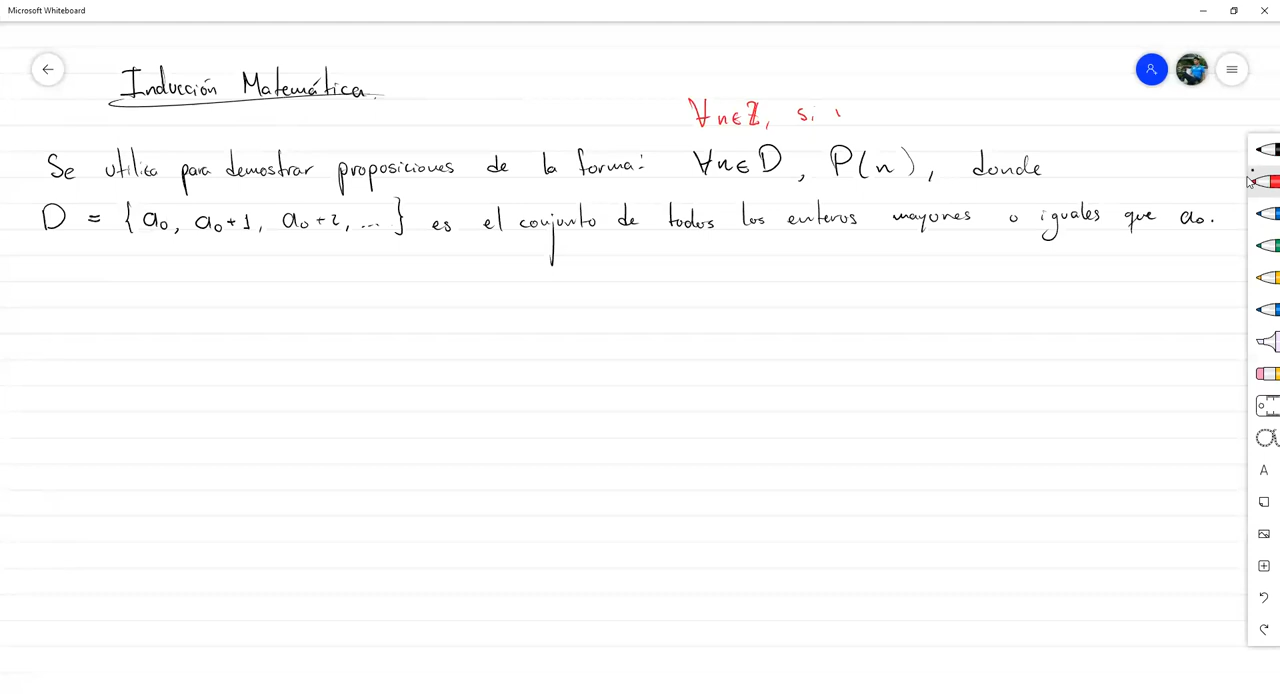 Microsoft Whiteboard
Inducción Matemática.
∀n∈ℤ, si
Se utiliza para demostrar proposiciones de la forma: ∀n∈D, P(n), donde
D = {a₀, a₀+1, a₀+2, ...} es el conjunto de todos los enteros mayores o iguales que a₀.
A